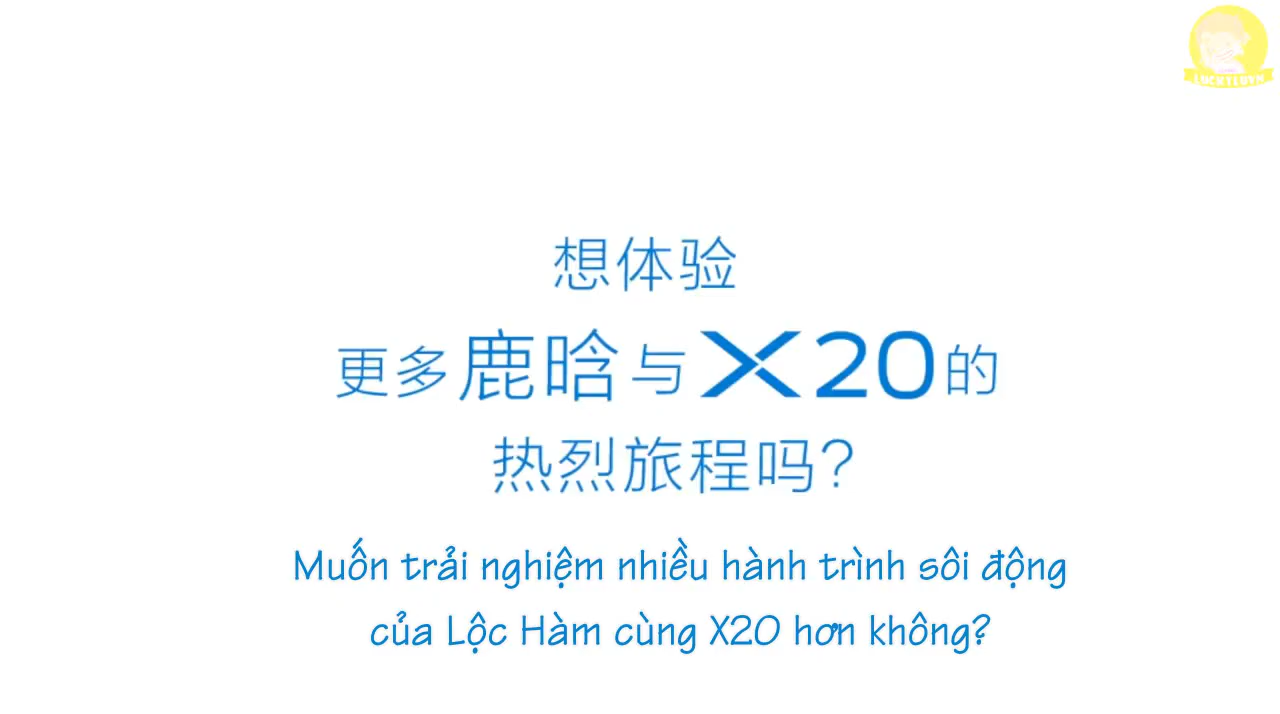 LUCKYLUVN
想体验
更多鹿晗与X20的
热烈旅程吗?
Muốn trải nghiệm nhiều hành trình sôi động
của Lộc Hàm cùng X20 hơn không?